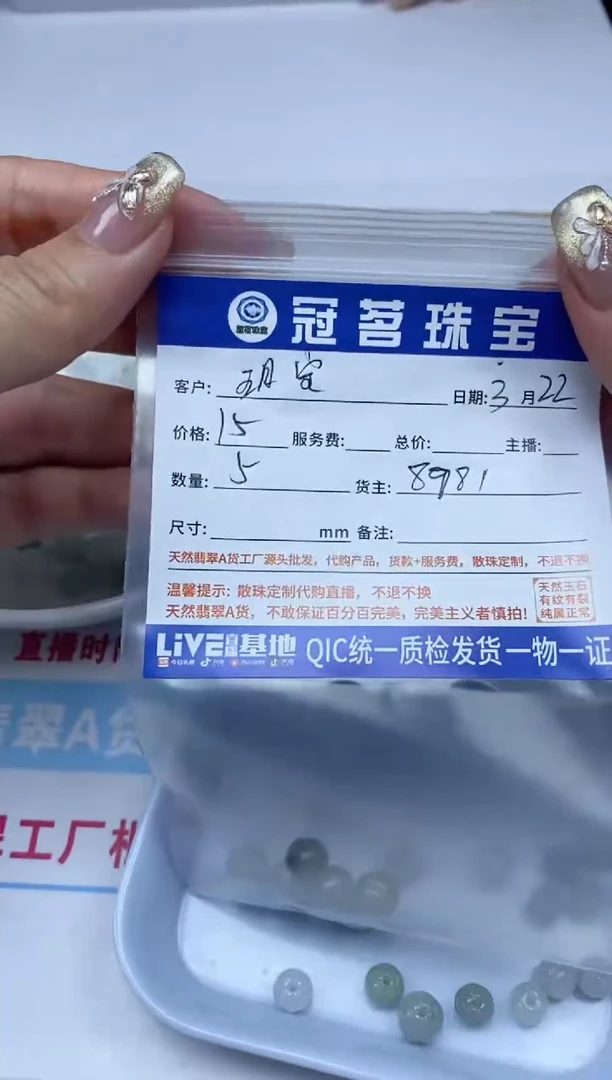 冠茗珠宝
客户: 日期:3月22
价格:15 服务费: 总价: 主播:
数量:5 货主:8981
尺寸: mm 备注:
天然翡翠A货工厂源头批发，代购产品，货款+服务费，散珠定制，不退不换
温馨提示: 散珠定制代购直播，不退不换
天然翡翠A货，不敢保证百分百完美，完美主义者慎拍!
天然玉石
有纹有裂
纯属正常
LiVE直播基地 QIC统一质检发货一物一证
直播时
翡翠A货
工厂